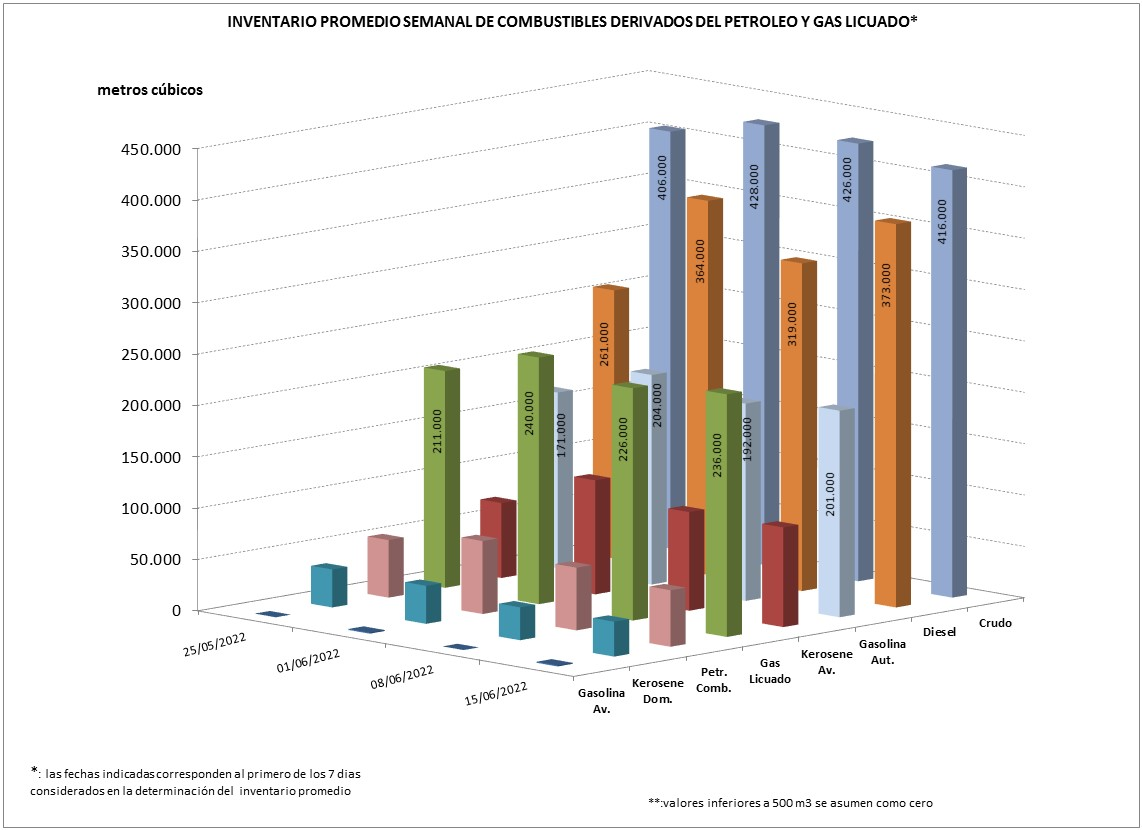 INVENTARIO PROMEDIO SEMANAL DE COMBUSTIBLES DERIVADOS DEL PETROLEO Y GAS LICUADO*
metros cúbicos
450.000
400.000
350.000
300.000
250.000
200.000
150.000
100.000
50.000
0
406.000
428.000
426.000
416.000
261.000
364.000
319.000
373.000
171.000
204.000
192.000
201.000
211.000
240.000
226.000
236.000
25/05/2022
01/06/2022
08/06/2022
15/06/2022
Gasolina
Av.
Kerosene
Dom.
Petr.
Comb.
Gas
Licuado
Kerosene
Av.
Gasolina
Aut.
Diesel
Crudo
*: las fechas indicadas corresponden al primero de los 7 dias
considerados en la determinación del inventario promedio
**:valores inferiores a 500 m3 se asumen como cero